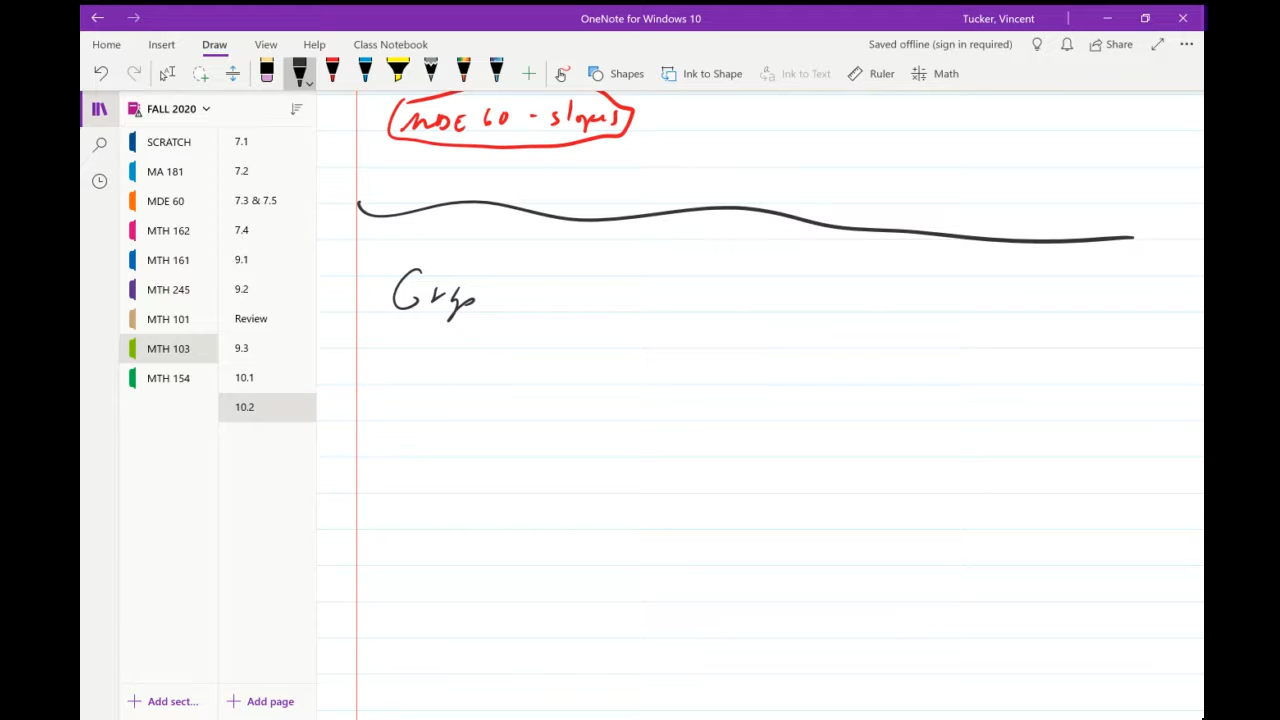 OneNote for Windows 10
Tucker, Vincent
Home Insert Draw View Help Class Notebook
Saved offline (sign in required)
Share
Shapes
Ink to Shape
Ink to Text
Ruler
Math
FALL 2020
SCRATCH
MA 181
MDE 60
MTH 162
MTH 161
MTH 245
MTH 101
MTH 103
MTH 154
Add sect...
7.1
7.2
7.3 & 7.5
7.4
9.1
9.2
Review
9.3
10.1
10.2
Add page
MDE 60 - slopes